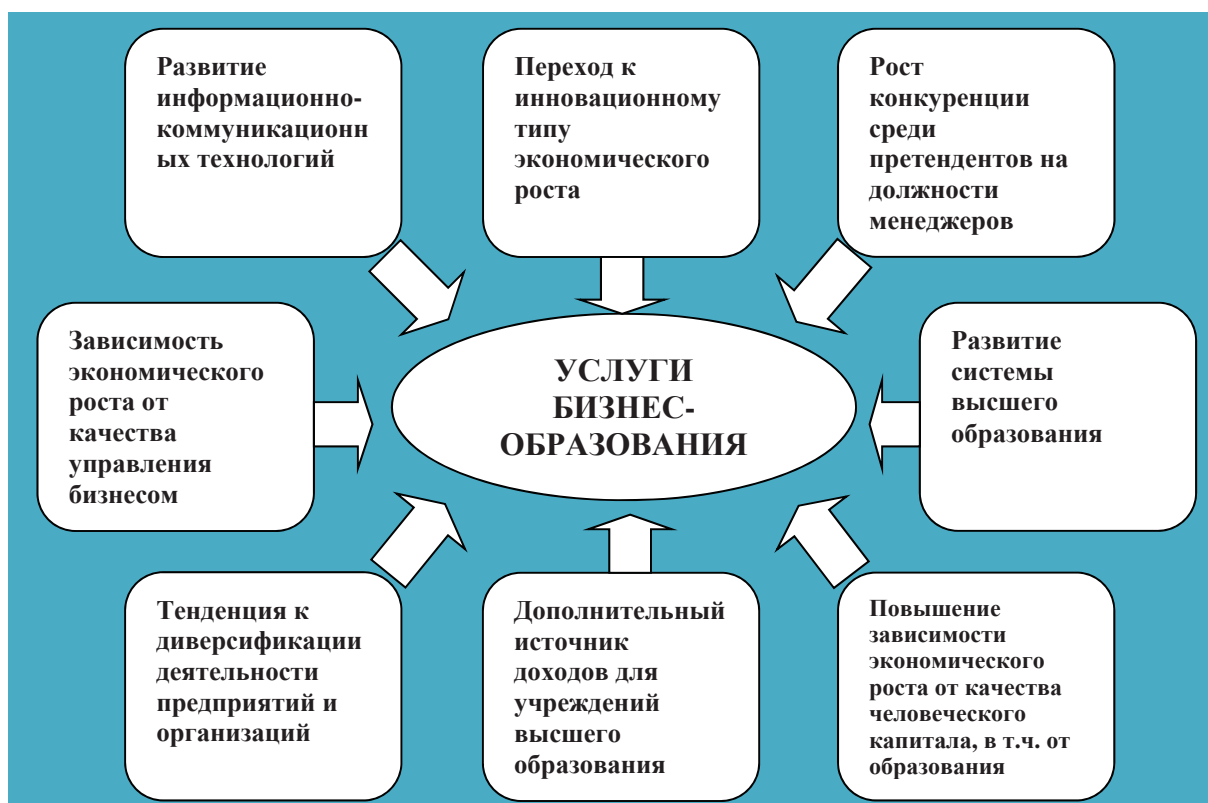 Развитие
информационно-
коммуникационн
ых технологий
Переход к
инновационному
типу
экономического
роста
Рост
конкуренции
среди
претендентов на
должности
менеджеров
Зависимость
экономического
роста от
качества
управления
бизнесом
УСЛУГИ
БИЗНЕС-
ОБРАЗОВАНИЯ
Развитие
системы
высшего
образования
Тенденция к
диверсификации
деятельности
предприятий и
организаций
Дополнительный
источник
доходов для
учреждений
высшего
образования
Повышение
зависимости
экономического
роста от качества
человеческого
капитала, в т.ч. от
образования